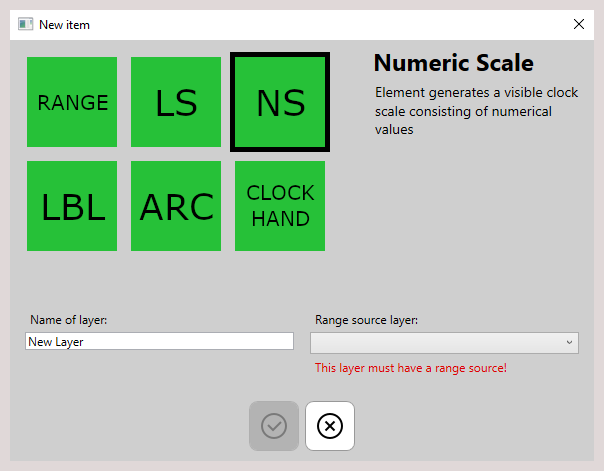 New item
RANGE
LS
NS
LBL
ARC
CLOCK
HAND
Numeric Scale
Element generates a visible clock
scale consisting of numerical
values
Name of layer:
New Layer
Range source layer:
This layer must have a range source!